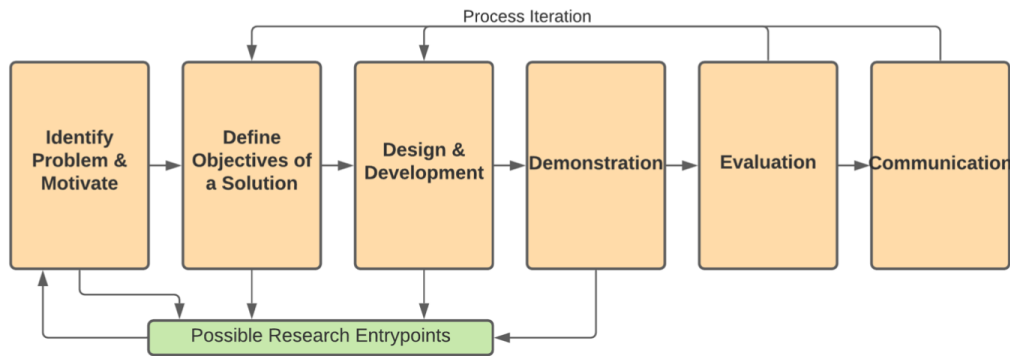 Process Iteration
Identify
Problem &
Motivate
Define
Objectives of
a Solution
Design &
Development
Demonstration
Evaluation
Communication
Possible Research Entrypoints